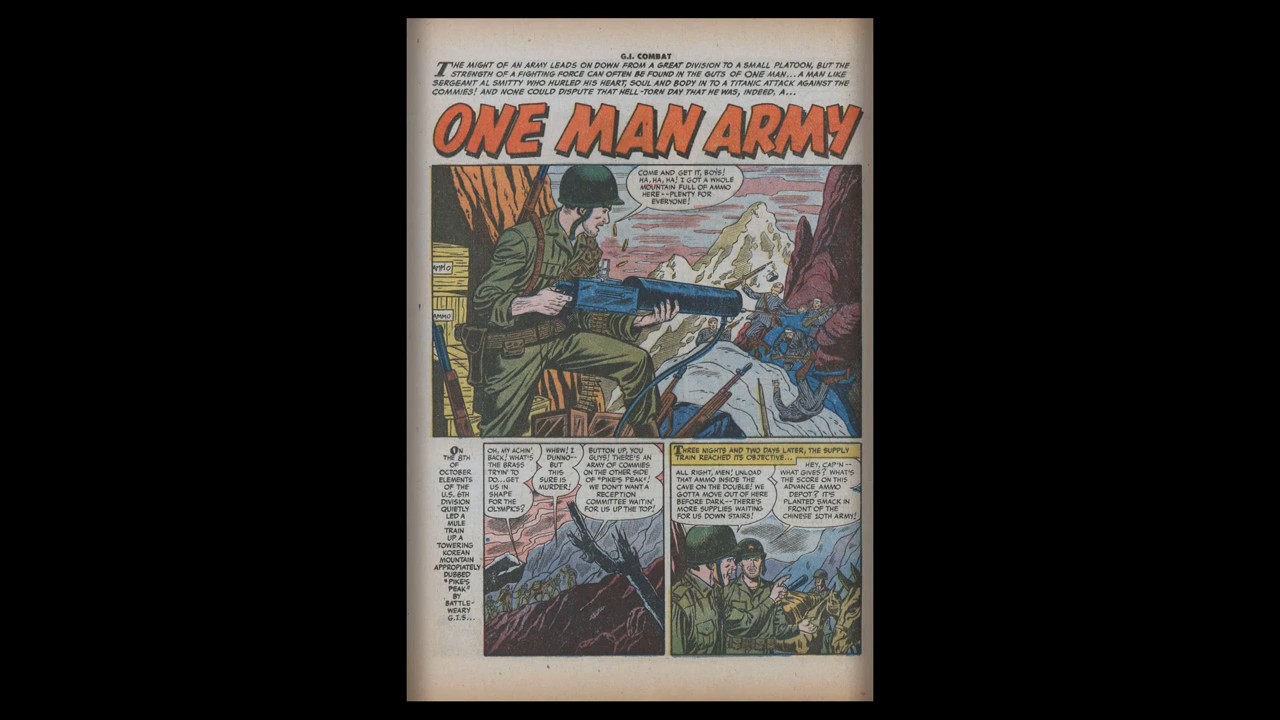 G.I. COMBAT
THE MIGHT OF AN ARMY LEADS ON DOWN FROM A GREAT DIVISION TO A SMALL PLATOON, BUT THE
STRENGTH OF A FIGHTING FORCE CAN OFTEN BE FOUND IN THE GUTS OF ONE MAN... A MAN LIKE
SERGEANT AL SMITTY WHO HURLED HIS HEART, SOUL AND BODY IN TO A TITANIC ATTACK AGAINST THE
COMMIES! AND NONE COULD DISPUTE THAT HELL-TORN DAY THAT HE WAS, INDEED, A...
ONE MAN ARMY
COME AND GET IT, BOYS!
HA, HA, HA! I GOT A WHOLE
MOUNTAIN FULL OF AMMO
HERE--PLENTY FOR
EVERYONE!
AMMO
AMMO
ON
THE 8TH
OF
OCTOBER
ELEMENTS
OF THE
U.S. 6TH
DIVISION
QUIETLY
LED A
MULE
TRAIN
UP A
TOWERING
KOREAN
MOUNTAIN
APPROPIATELY
DUBBED
"PIKE'S
PEAK"
BY
BATTLE-
WEARY
G.I.S...
OH, MY ACHIN'
BACK! WHAT'S
THE BRASS
TRYIN' TO
DO...GET
US IN
SHAPE
FOR THE
OLYMPICS?
WHEW! I
DUNNO--
BUT
THIS
SURE IS
MURDER!
BUTTON UP, YOU
GUYS! THERE'S AN
ARMY OF COMMIES
ON THE OTHER SIDE
OF "PIKE'S PEAK"!
WE DON'T WANT A
RECEPTION
COMMITTEE WAITIN'
FOR US UP THE TOP!
THREE NIGHTS AND TWO DAYS LATER, THE SUPPLY
TRAIN REACHED ITS OBJECTIVE...
ALL RIGHT, MEN! UNLOAD
THAT AMMO INSIDE THE
CAVE ON THE DOUBLE! WE
GOTTA MOVE OUT OF HERE
BEFORE DARK--THERE'S
MORE SUPPLIES WAITING
FOR US DOWN STAIRS!
HEY, CAP'N--
WHAT GIVES? WHAT'S
THE SCORE ON THIS
ADVANCE AMMO
DEPOT? IT'S
PLANTED SMACK IN
FRONT OF THE
CHINESE 10TH ARMY!